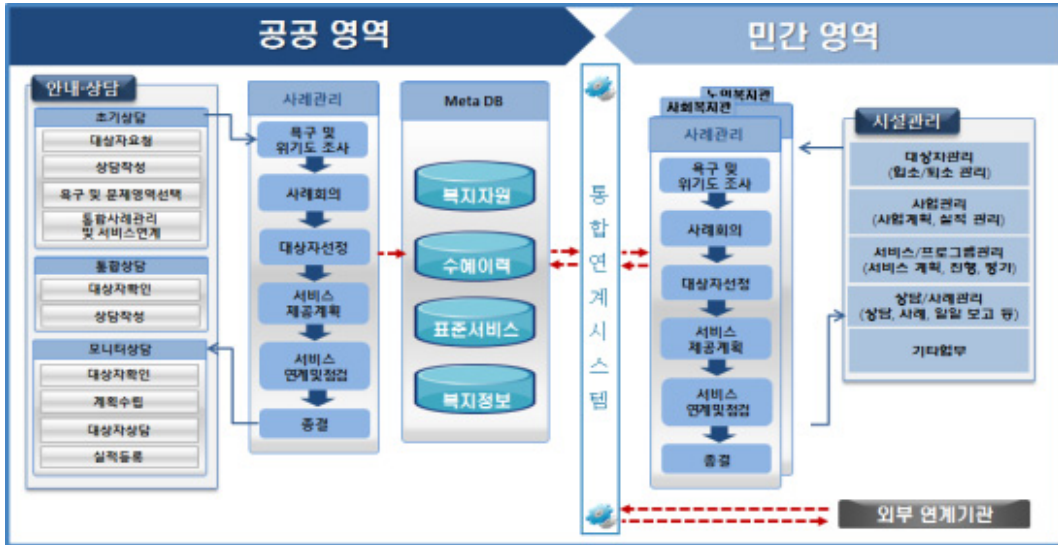 공공 영역
민간 영역
안내·상담
초기상담
대상자요청
상담작성
욕구 및 문제영역선택
통합사례관리
및 서비스연계
통합상담
대상자확인
상담작성
모니터상담
대상자확인
계획수립
대상자상담
실적등록
사례관리
욕구 및
위기도 조사
사례회의
대상자선정
서비스
제공계획
서비스
연계및점검
종결
Meta DB
복지자원
수혜이력
표준서비스
복지정보
통합연계시스템
노인복지관
사회복지관
사례관리
욕구 및
위기도 조사
사례회의
대상자선정
서비스
제공계획
서비스
연계및점검
종결
시설관리
대상자관리
(입소/퇴소 관리)
사업관리
(사업계획, 실적 관리)
서비스/프로그램관리
(서비스 계획, 진행, 평가)
상담/사례관리
(상담, 사례, 일일 보고 등)
기타업무
외부 연계기관